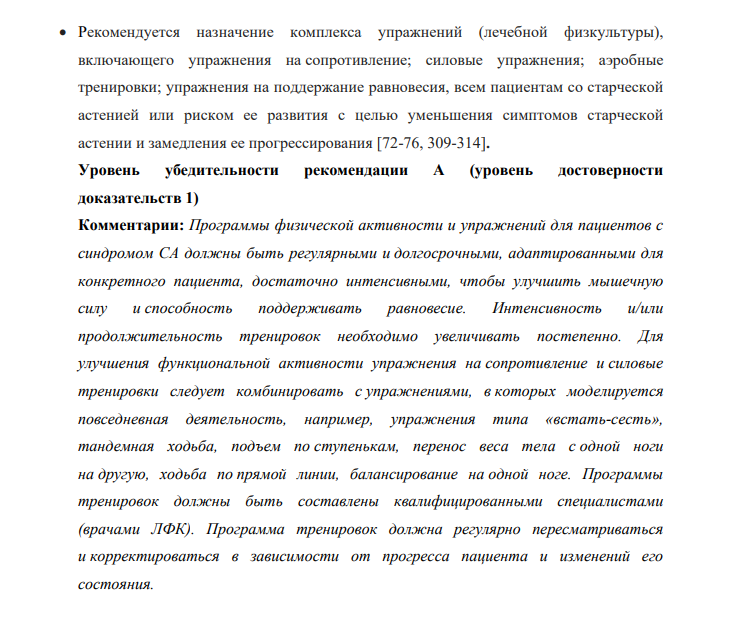 • Рекомендуется назначение комплекса упражнений (лечебной физкультуры),
включающего упражнения на сопротивление; силовые упражнения; аэробные
тренировки; упражнения на поддержание равновесия, всем пациентам со старческой
астенией или риском ее развития с целью уменьшения симптомов старческой
астении и замедления ее прогрессирования [72-76, 309-314].
Уровень убедительности рекомендации А (уровень достоверности
доказательств 1)
Комментарии: Программы физической активности и упражнений для пациентов с
синдромом СА должны быть регулярными и долгосрочными, адаптированными для
конкретного пациента, достаточно интенсивными, чтобы улучшить мышечную
силу и способность поддерживать равновесие. Интенсивность и/или
продолжительность тренировок необходимо увеличивать постепенно. Для
улучшения функциональной активности упражнения на сопротивление и силовые
тренировки следует комбинировать с упражнениями, в которых моделируется
повседневная деятельность, например, упражнения типа «встать-сесть»,
тандемная ходьба, подъем по ступенькам, перенос веса тела с одной ноги
на другую, ходьба по прямой линии, балансирование на одной ноге. Программы
тренировок должны быть составлены квалифицированными специалистами
(врачами ЛФК). Программа тренировок должна регулярно пересматриваться
и корректироваться в зависимости от прогресса пациента и изменений его
состояния.